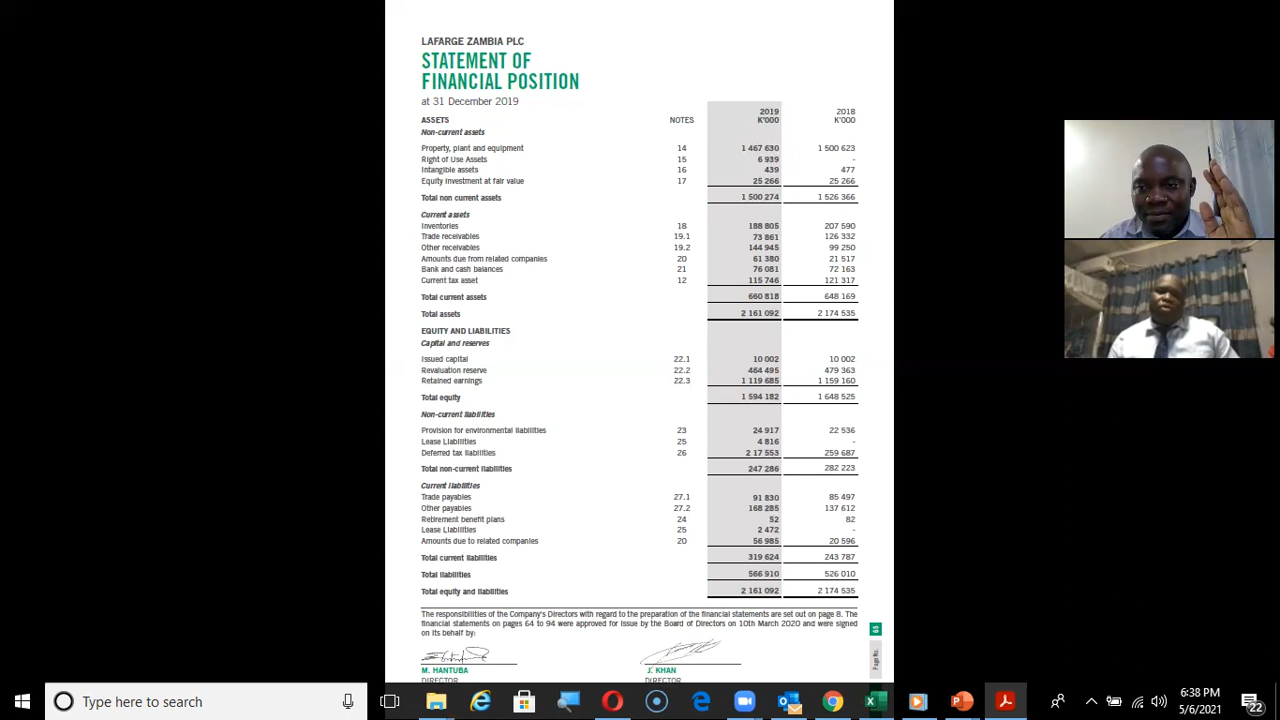 LAFARGE ZAMBIA PLC
STATEMENT OF
FINANCIAL POSITION
at 31 December 2019
2019 2018
ASSETS NOTES K'000 K'000
Non-current assets
Property, plant and equipment 14 1 467 630 1 500 623
Right of Use Assets 15 6 939 -
Intangible assets 16 439 477
Equity investment at fair value 17 25 266 25 266
Total non current assets 1 500 274 1 526 366
Current assets
Inventories 18 188 805 207 590
Trade receivables 19.1 73 861 126 332
Other receivables 19.2 144 945 99 250
Amounts due from related companies 20 61 380 21 517
Bank and cash balances 21 76 081 72 163
Current tax asset 12 115 746 121 317
Total current assets 660 818 648 169
Total assets 2 161 092 2 174 535
EQUITY AND LIABILITIES
Capital and reserves
Issued capital 22.1 10 002 10 002
Revaluation reserve 22.2 464 495 479 363
Retained earnings 22.3 1 119 685 1 159 160
Total equity 1 594 182 1 648 525
Non-current liabilities
Provision for environmental liabilities 23 24 917 22 536
Lease Liabilities 25 4 816 -
Deferred tax liabilities 26 2 17 553 259 687
Total non-current liabilities 247 286 282 223
Current liabilities
Trade payables 27.1 91 830 85 497
Other payables 27.2 168 285 137 612
Retirement benefit plans 24 52 82
Lease Liabilities 25 2 472 -
Amounts due to related companies 20 56 985 20 596
Total current liabilities 319 624 243 787
Total liabilities 566 910 526 010
Total equity and liabilities 2 161 092 2 174 535
The responsibilities of the Company's Directors with regard to the preparation of the financial statements are set out on page 8. The
financial statements on pages 64 to 94 were approved for issue by the Board of Directors on 10th March 2020 and were signed
on its behalf by:
M. HANTUBA J. KHAN
DIRECTOR DIRECTOR
Page No. 65
Type here to search
:38 PM
5/6/2021
22